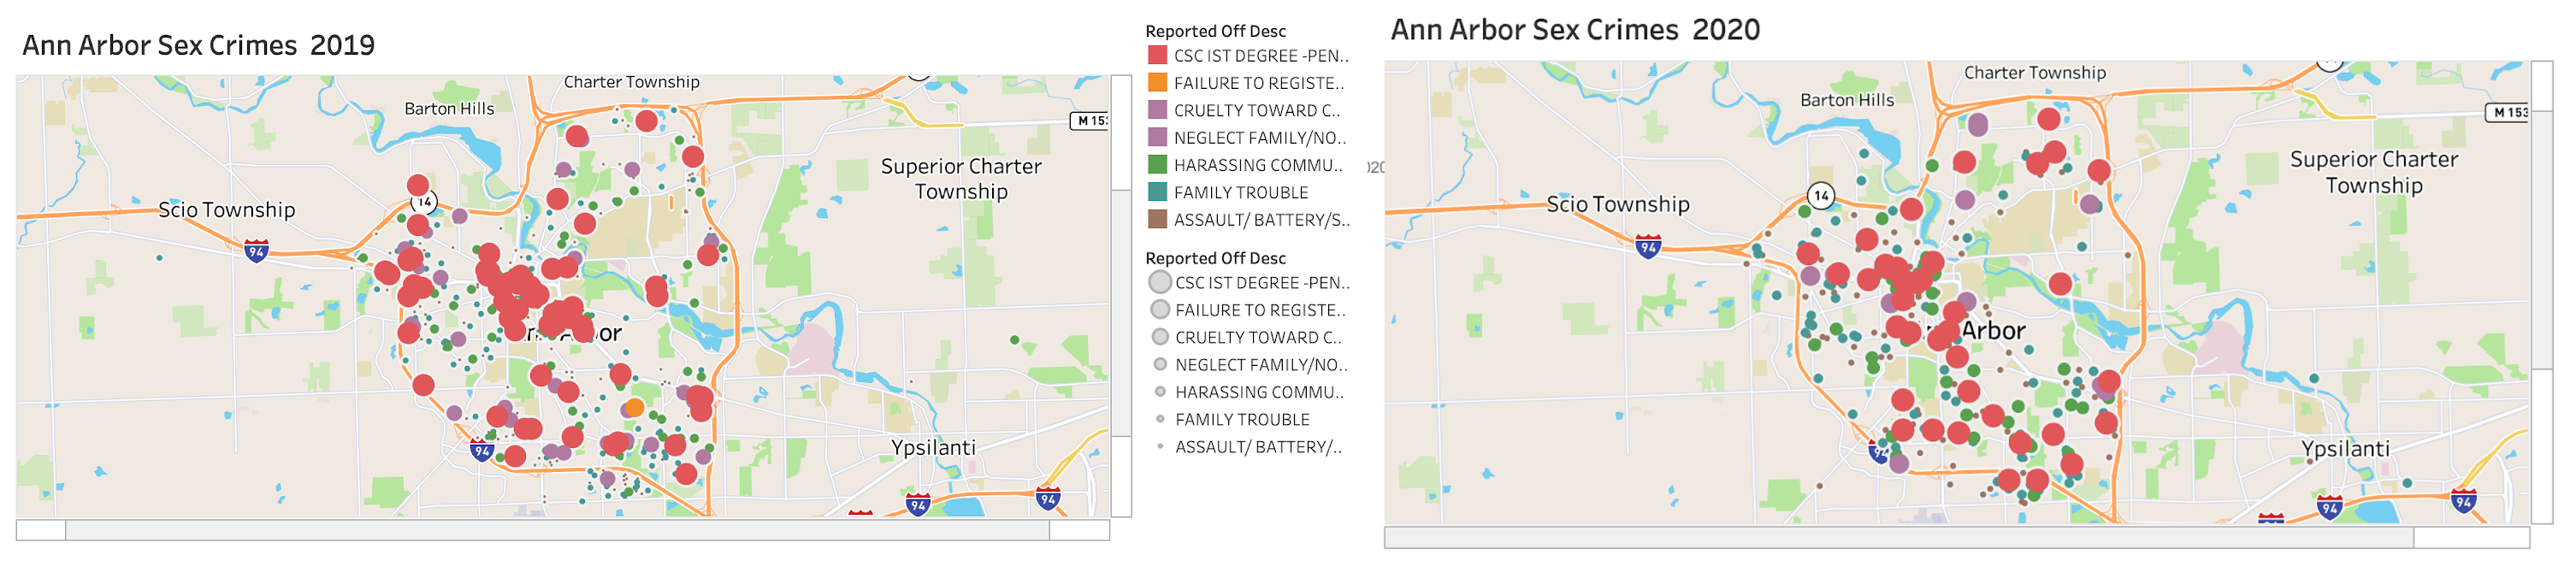 Ann Arbor Sex Crimes 2019
Charter Township
Barton Hills
M 153
Superior Charter
Township
14
Scio Township
94
Arbor
94
Ypsilanti
94
94
Reported Off Desc
CSC IST DEGREE -PEN..
FAILURE TO REGISTE..
CRUELTY TOWARD C..
NEGLECT FAMILY/NO..
HARASSING COMMU..
FAMILY TROUBLE
ASSAULT/ BATTERY/S..
Reported Off Desc
CSC IST DEGREE -PEN..
FAILURE TO REGISTE..
CRUELTY TOWARD C..
NEGLECT FAMILY/NO..
HARASSING COMMU..
FAMILY TROUBLE
ASSAULT/ BATTERY/..
Ann Arbor Sex Crimes 2020
Charter Township
Barton Hills
M 153
Superior Charter
Township
14
Scio Township
94
Arbor
94
Ypsilanti
94
94